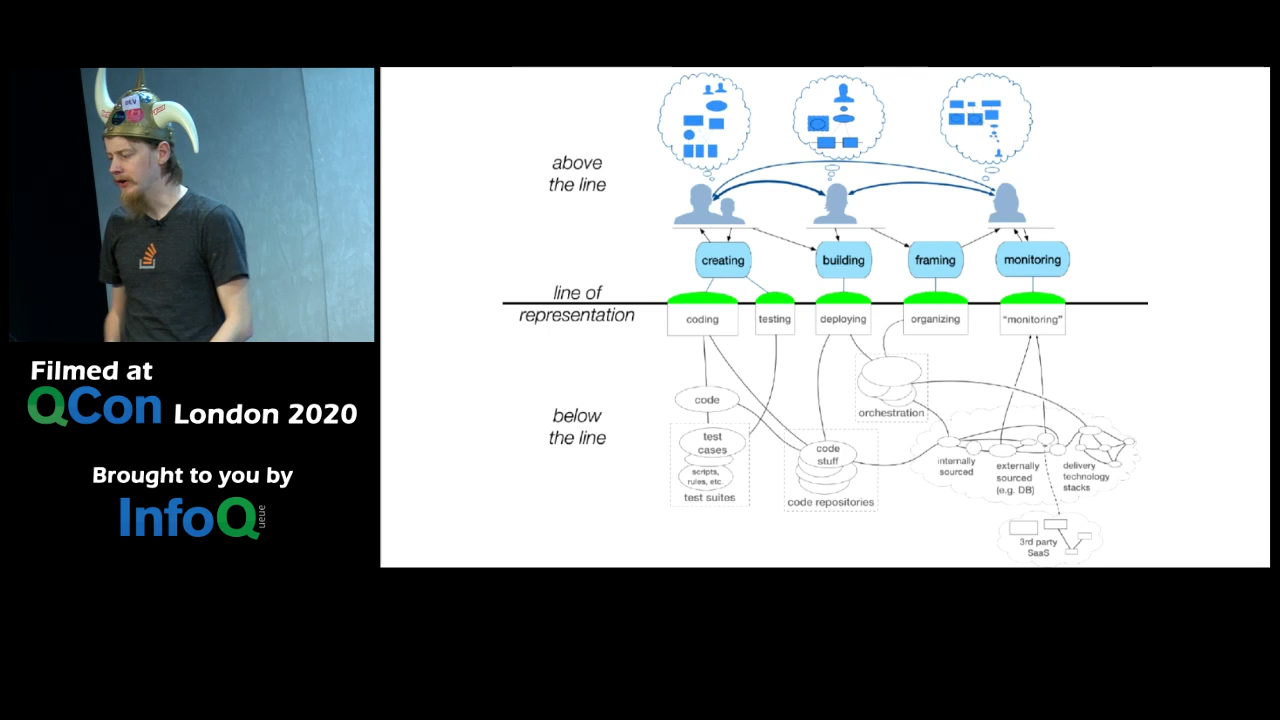 DEV
Filmed at
QCon London 2020
Brought to you by
InfoQ
ueue
above
the line
creating
building
framing
monitoring
line of
representation
coding
testing
deploying
organizing
"monitoring"
below
the line
code
test
cases
scripts,
rules, etc.
test suites
code
stuff
code repositories
orchestration
internally
sourced
externally
sourced
(e.g. DB)
delivery
technology
stacks
3rd party
SaaS